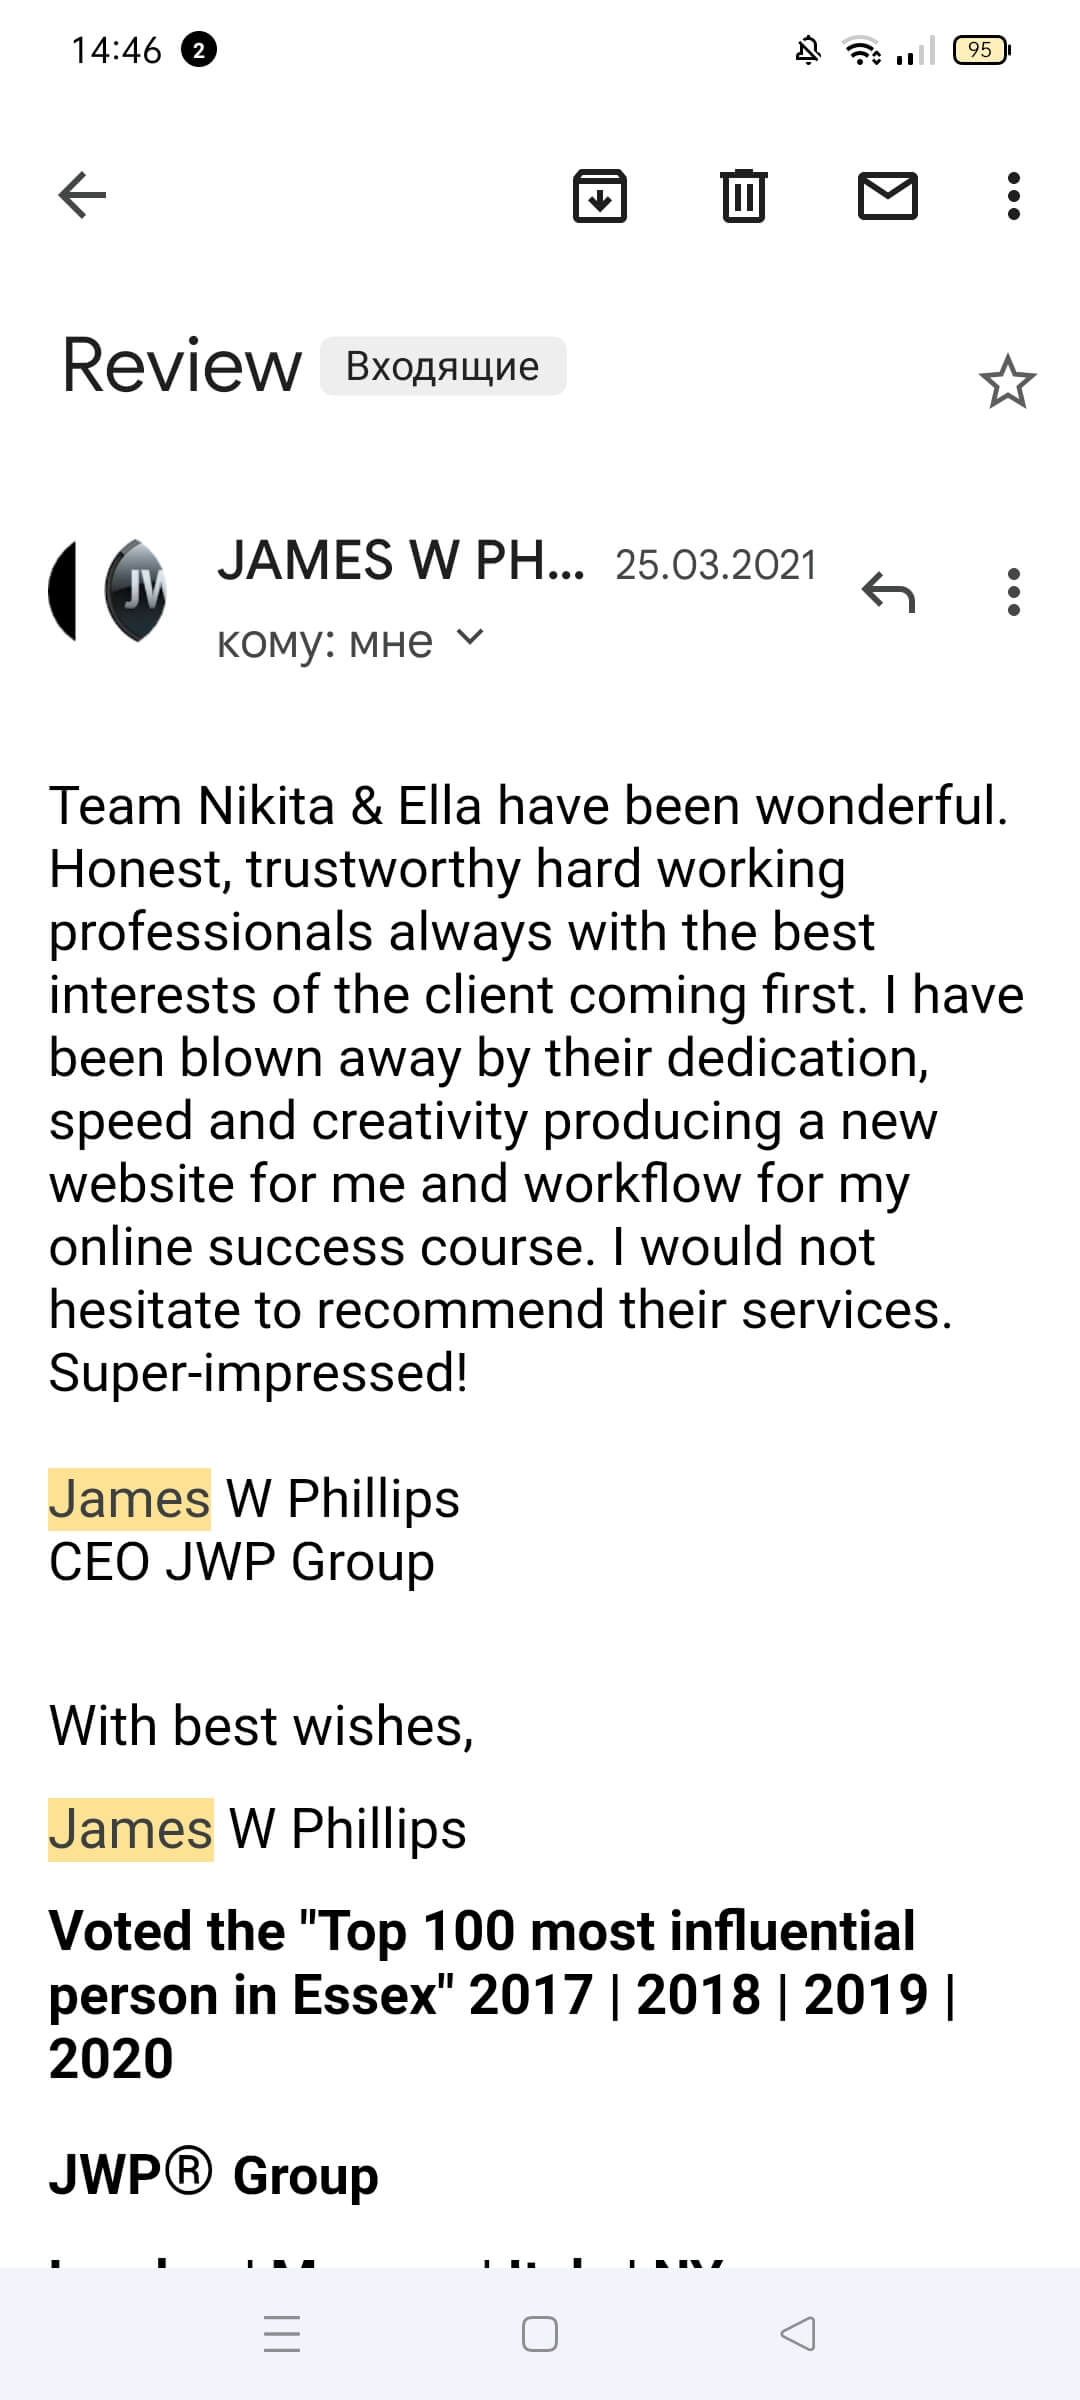 14:46 2 95
Review Входящие
JW
JAMES W PH... 25.03.2021
кому: мне
Team Nikita & Ella have been wonderful.
Honest, trustworthy hard working
professionals always with the best
interests of the client coming first. I have
been blown away by their dedication,
speed and creativity producing a new
website for me and workflow for my
online success course. I would not
hesitate to recommend their services.
Super-impressed!
James W Phillips
CEO JWP Group
With best wishes,
James W Phillips
Voted the "Top 100 most influential
person in Essex" 2017 | 2018 | 2019 |
2020
JWP® Group